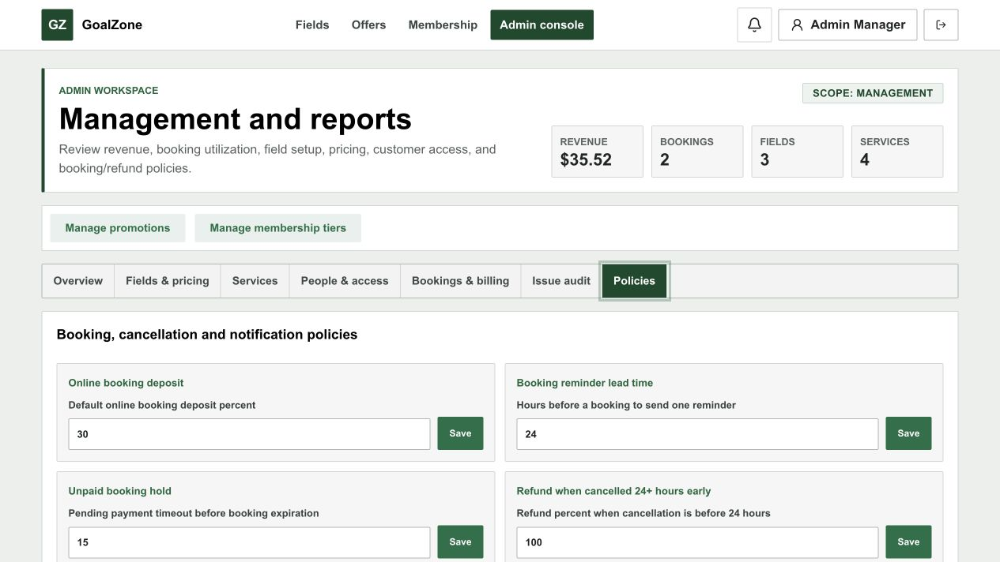 GZ
GoalZone
Fields
Offers
Membership
Admin console
Admin Manager
ADMIN WORKSPACE
Management and reports
Review revenue, booking utilization, field setup, pricing, customer access, and
booking/refund policies.
SCOPE: MANAGEMENT
REVENUE
$35.52
BOOKINGS
2
FIELDS
3
SERVICES
4
Manage promotions
Manage membership tiers
Overview
Fields & pricing
Services
People & access
Bookings & billing
Issue audit
Policies
Booking, cancellation and notification policies
Online booking deposit
Default online booking deposit percent
30
Save
Booking reminder lead time
Hours before a booking to send one reminder
24
Save
Unpaid booking hold
Pending payment timeout before booking expiration
15
Save
Refund when cancelled 24+ hours early
Refund percent when cancellation is before 24 hours
100
Save